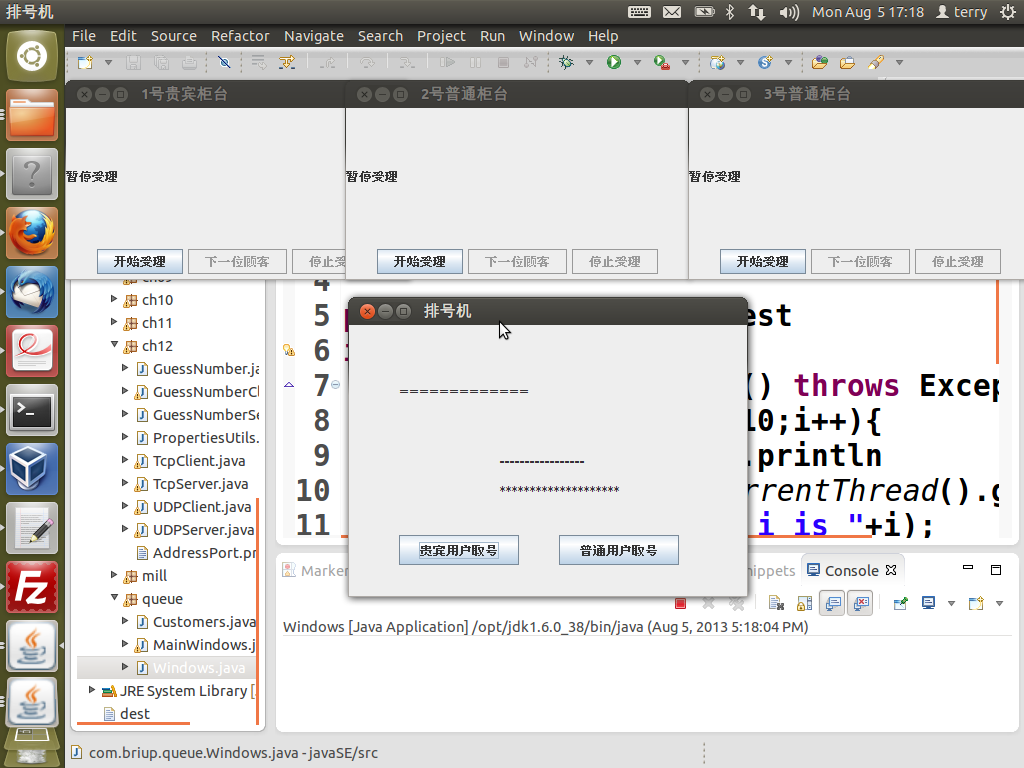 排号机
Mon Aug 5 17:18 terry
File Edit Source Refactor Navigate Search Project Run Window Help
1号贵宾柜台 2号普通柜台 3号普通柜台
暂停受理 暂停受理 暂停受理
开始受理 下一位顾客 停止受 开始受理 下一位顾客 停止受理 开始受理 下一位顾客 停止受理
ch10
ch11
ch12
GuessNumber.ja
GuessNumberCl
GuessNumberSe
PropertiesUtils.
TcpClient.java
TcpServer.java
UDPClient.java
UDPServer.java
AddressPort.pr
mill
queue
Customers.java
MainWindows.j
Windows.java
JRE System Library [
dest
5 est
6
7 () throws Excep
8 10;i++){
9 .println
10 rrentThread().g
11 i is "+i);
排号机
=============
-----------------
********************
贵宾用户取号 普通用户取号
Marker nippets Console
Windows [Java Application] /opt/jdk1.6.0_38/bin/java (Aug 5, 2013 5:18:04 PM)
com.briup.queue.Windows.java - javaSE/src